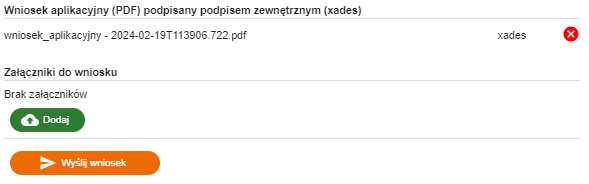 Wniosek aplikacyjny (PDF) podpisany podpisem zewnętrznym (xades)
wniosek_aplikacyjny - 2024-02-19T113906.722.pdf xades
Załączniki do wniosku
Brak załączników
Dodaj
Wyślij wniosek